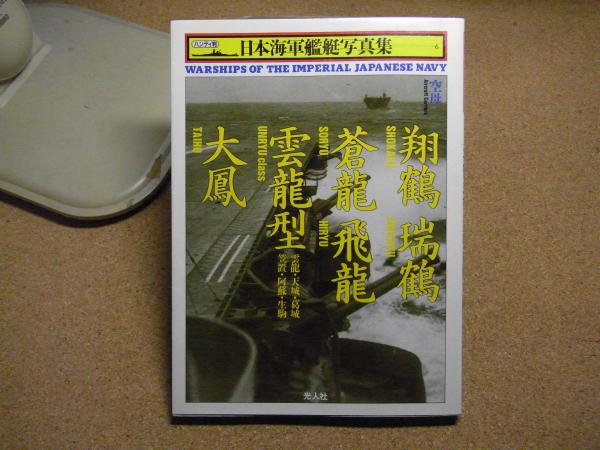 ハンディ判
日本海軍艦艇写真集
6
WARSHIPS OF THE IMPERIAL JAPANESE NAVY
空母
Aircraft Carriers
翔鶴 瑞鶴
SHOKAKU
ZUIKAKU
蒼龍 飛龍
SORYU
HIRYU
雲龍型
UNRYU class
雲龍・天城・葛城
笠置・阿蘇・生駒
大鳳
TAIHO
光人社